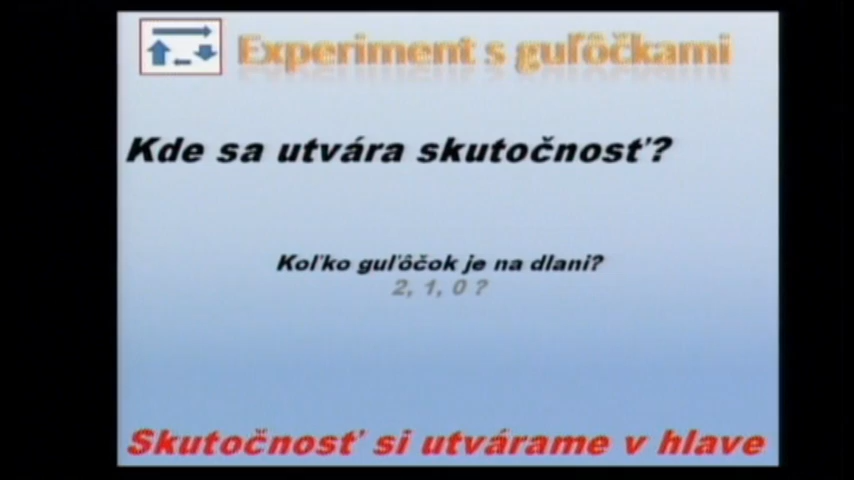 Experiment s guľôčkami
Kde sa utvára skutočnosť?
Koľko guľôčok je na dlani?
2, 1, 0 ?
Skutočnosť si utvárame v hlave